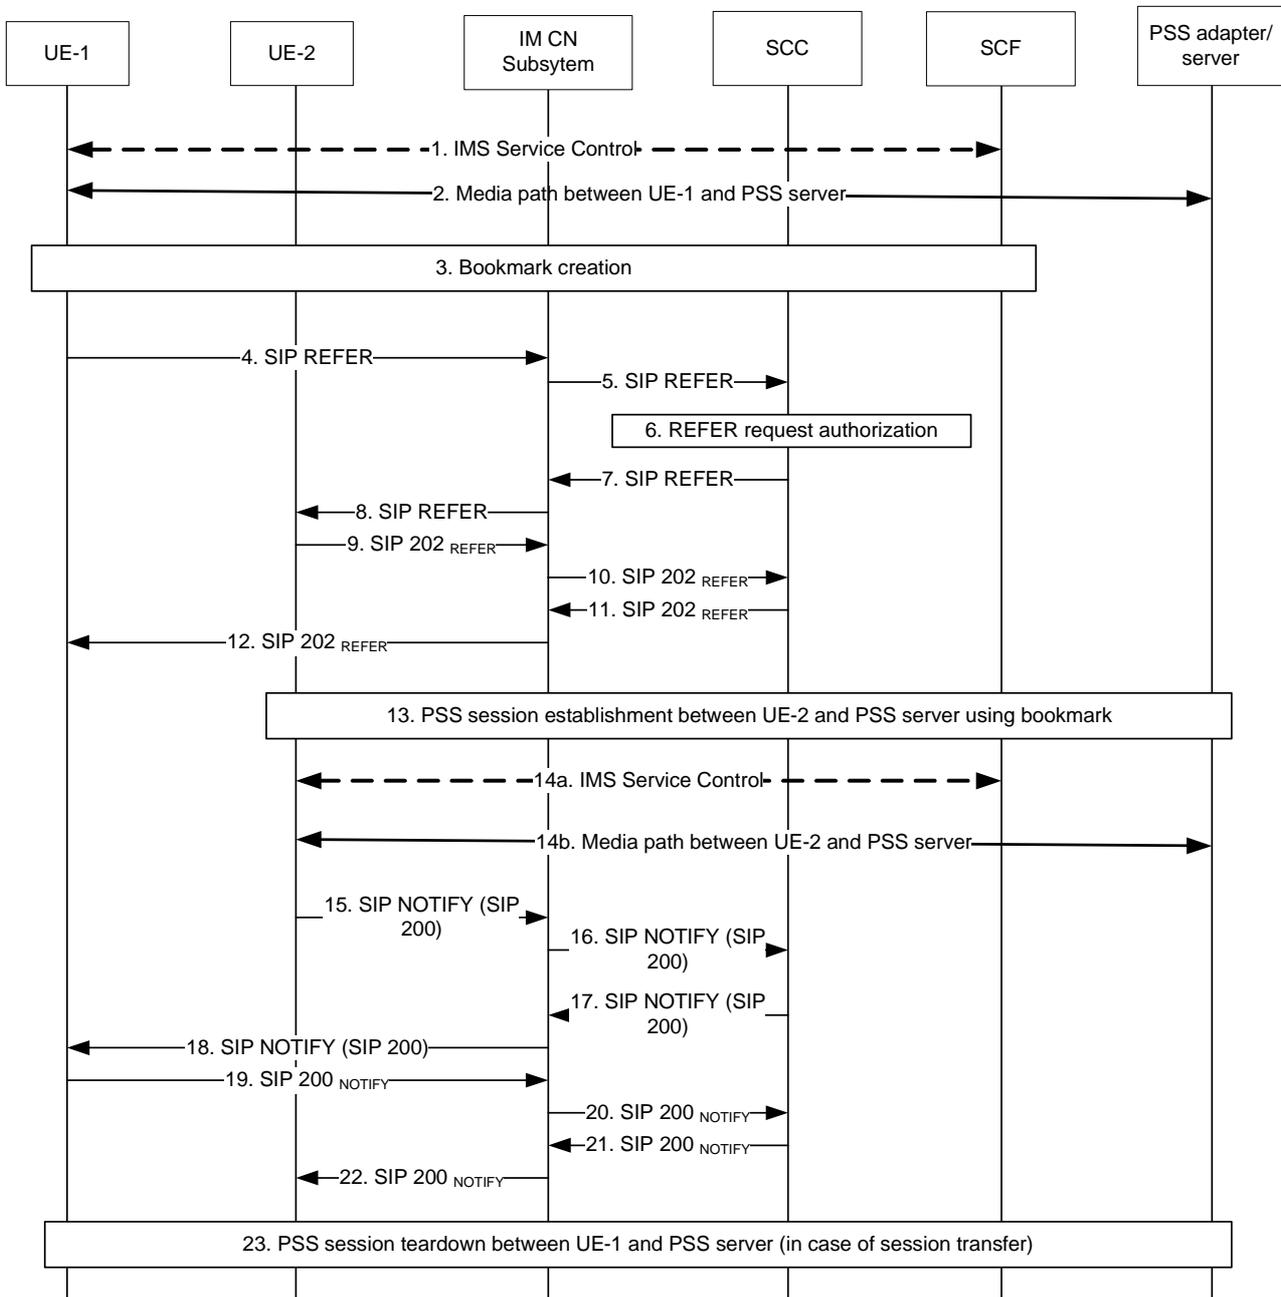 UE-1
UE-2
IM CN
Subsytem
SCC
SCF
PSS adapter/
server
1. IMS Service Control
2. Media path between UE-1 and PSS server
3. Bookmark creation
4. SIP REFER
5. SIP REFER
6. REFER request authorization
7. SIP REFER
8. SIP REFER
9. SIP 202 REFER
10. SIP 202 REFER
11. SIP 202 REFER
12. SIP 202 REFER
13. PSS session establishment between UE-2 and PSS server using bookmark
14a. IMS Service Control
14b. Media path between UE-2 and PSS server
15. SIP NOTIFY (SIP
200)
16. SIP NOTIFY (SIP
200)
17. SIP NOTIFY (SIP
200)
18. SIP NOTIFY (SIP 200)
19. SIP 200 NOTIFY
20. SIP 200 NOTIFY
21. SIP 200 NOTIFY
22. SIP 200 NOTIFY
23. PSS session teardown between UE-1 and PSS server (in case of session transfer)